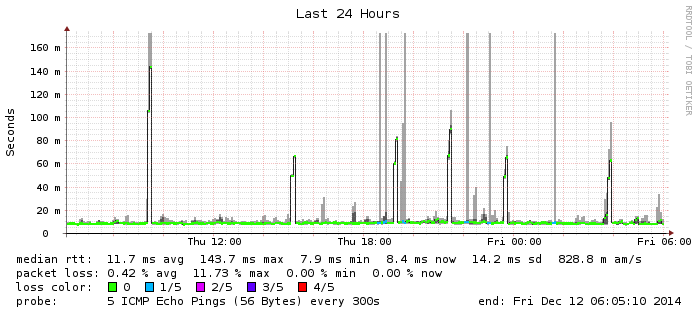 Last 24 Hours
RRDTOOL / TOBI OETIKER
Seconds
160 m
140 m
120 m
100 m
80 m
60 m
40 m
20 m
0
Thu 12:00 Thu 18:00 Fri 00:00 Fri 06:00
median rtt: 11.7 ms avg 143.7 ms max 7.9 ms min 8.4 ms now 14.2 ms sd 828.8 m am/s
packet loss: 0.42 % avg 11.73 % max 0.00 % min 0.00 % now
loss color: 0 1/5 2/5 3/5 4/5
probe: 5 ICMP Echo Pings (56 Bytes) every 300s end: Fri Dec 12 06:05:10 2014